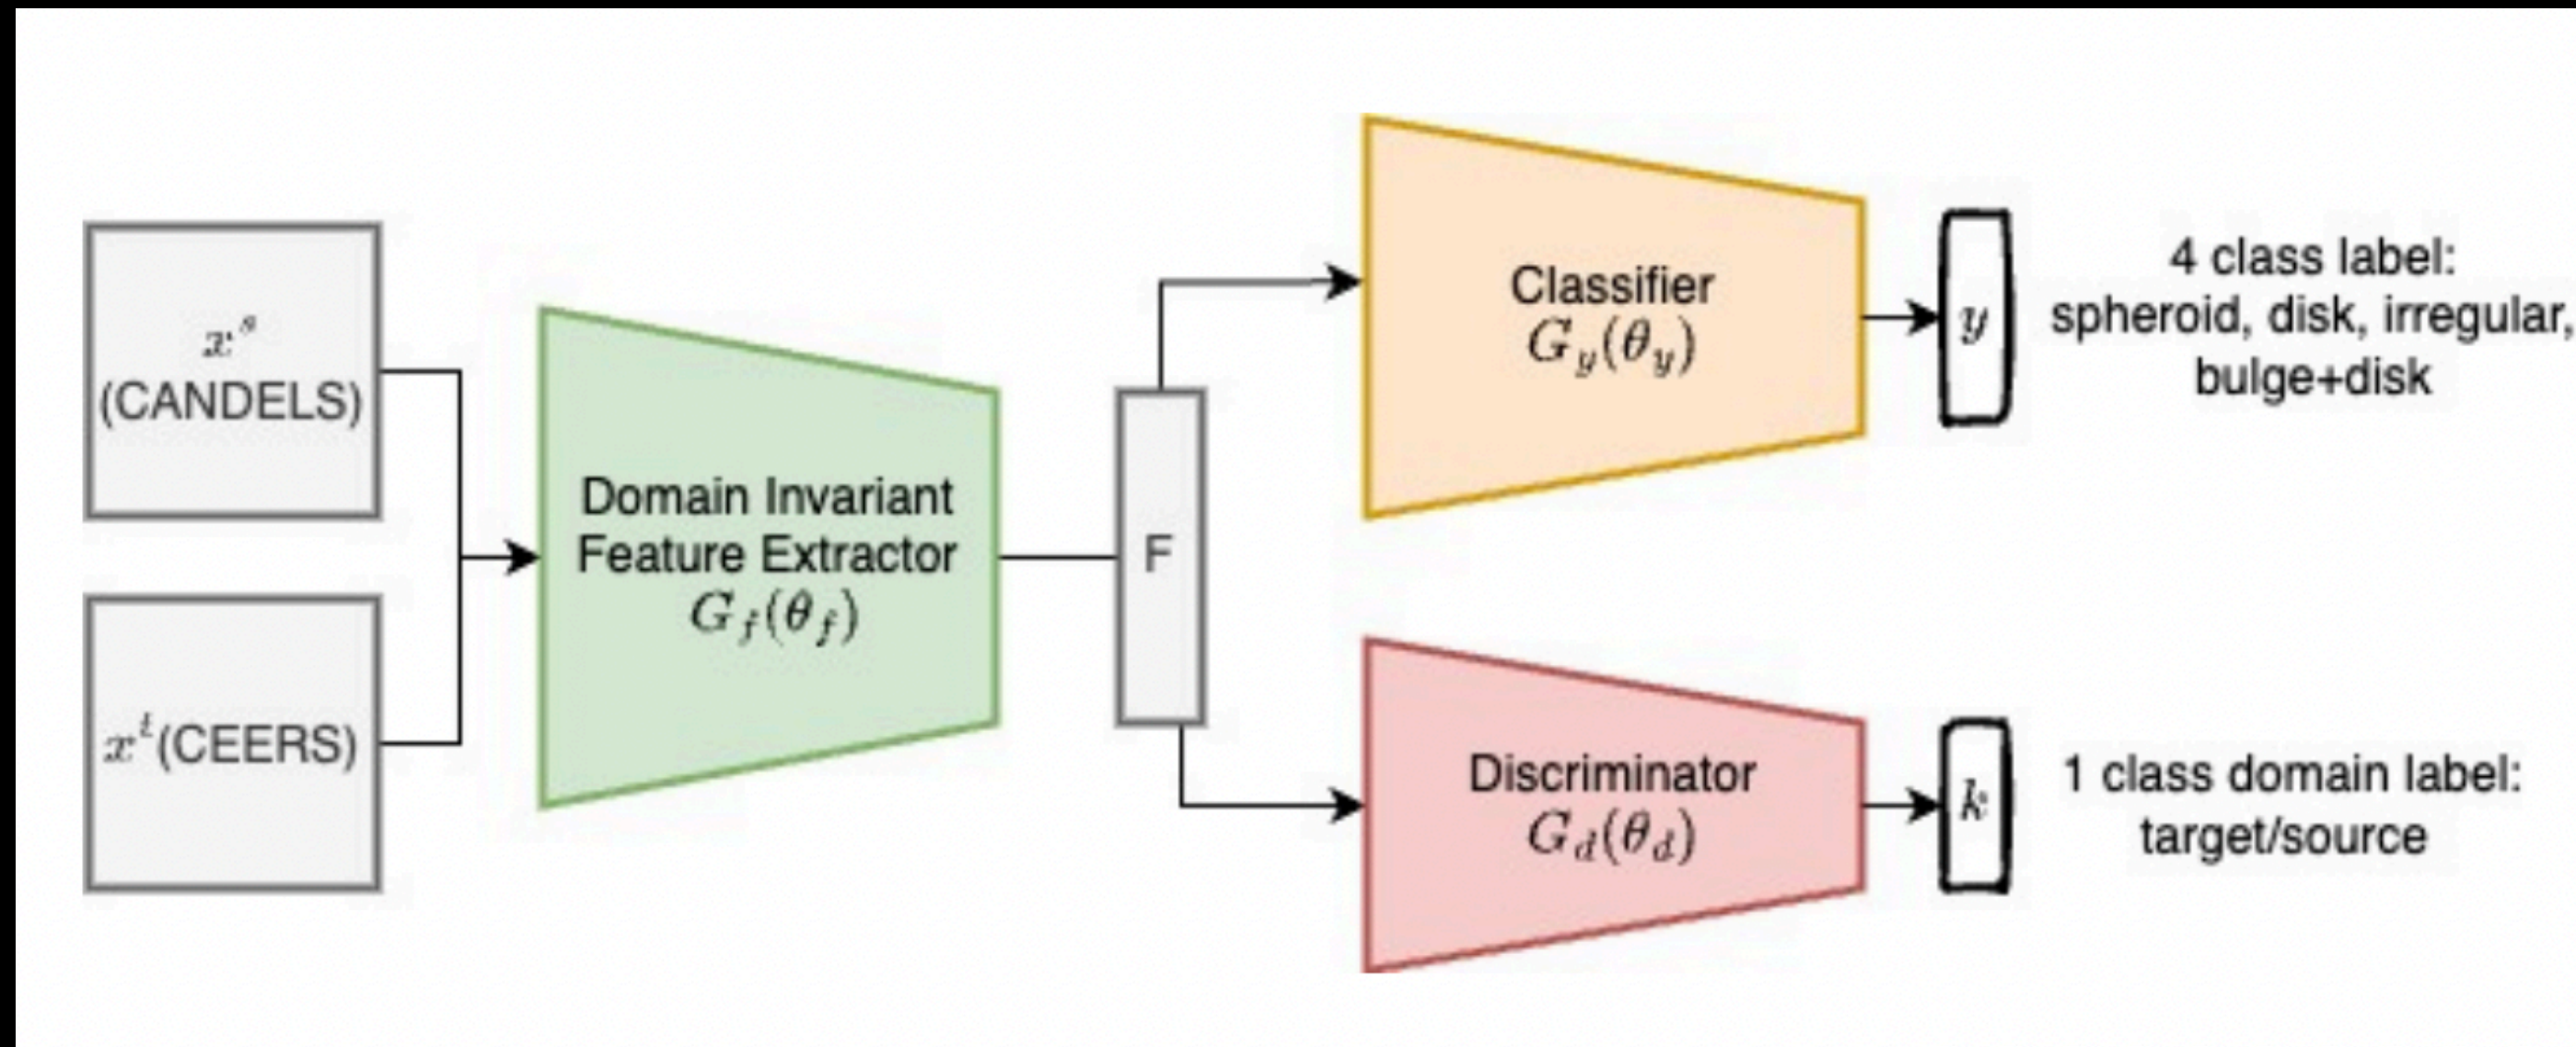 x^s
(CANDELS)
x^t(CEERS)
Domain Invariant
Feature Extractor
G_f(θ_f)
F
Classifier
G_y(θ_y)
y
4 class label:
spheroid, disk, irregular,
bulge+disk
Discriminator
G_d(θ_d)
k
1 class domain label:
target/source